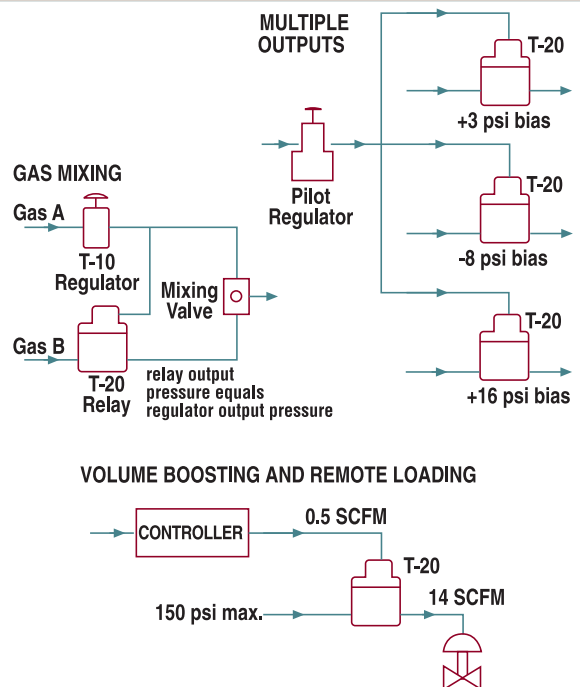 MULTIPLE
OUTPUTS
T-20
+3 psi bias
Pilot
Regulator
T-20
-8 psi bias
T-20
+16 psi bias
GAS MIXING
Gas A
T-10
Regulator
Mixing
Valve
Gas B
T-20
Relay
relay output
pressure equals
regulator output pressure
VOLUME BOOSTING AND REMOTE LOADING
CONTROLLER
0.5 SCFM
T-20
150 psi max.
14 SCFM